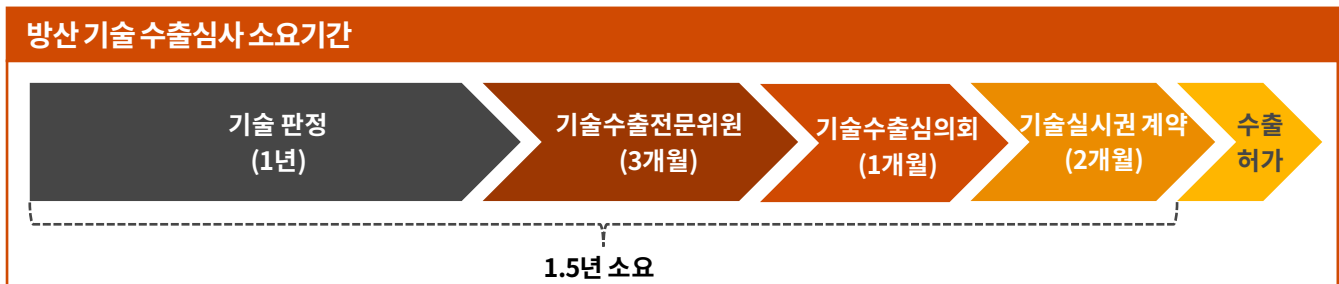 방산 기술 수출심사 소요기간
기술 판정
(1년)
기술수출전문위원
(3개월)
기술수출심의회
(1개월)
기술실시권 계약
(2개월)
수출
허가
1.5년 소요